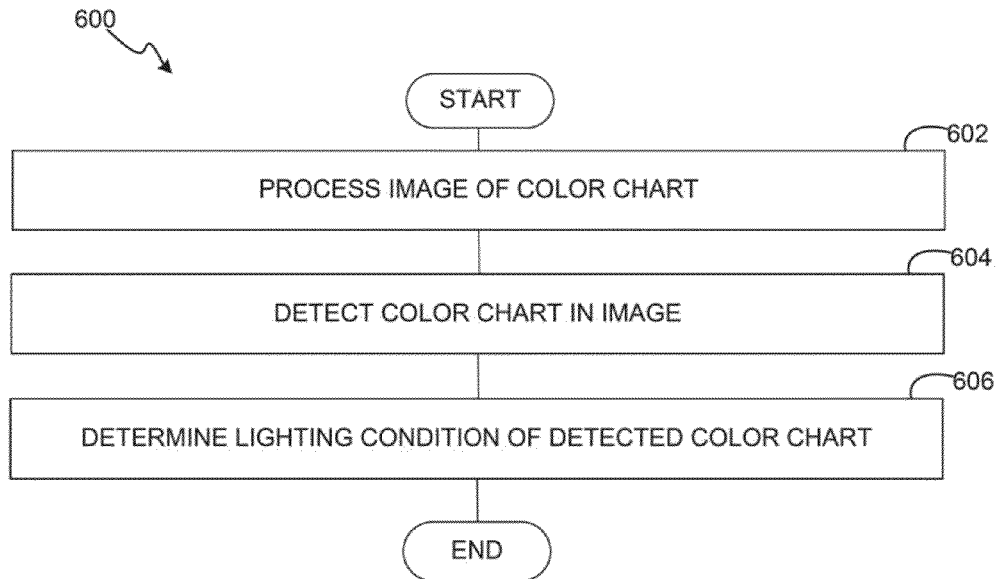 600
START
602
PROCESS IMAGE OF COLOR CHART
604
DETECT COLOR CHART IN IMAGE
606
DETERMINE LIGHTING CONDITION OF DETECTED COLOR CHART
END